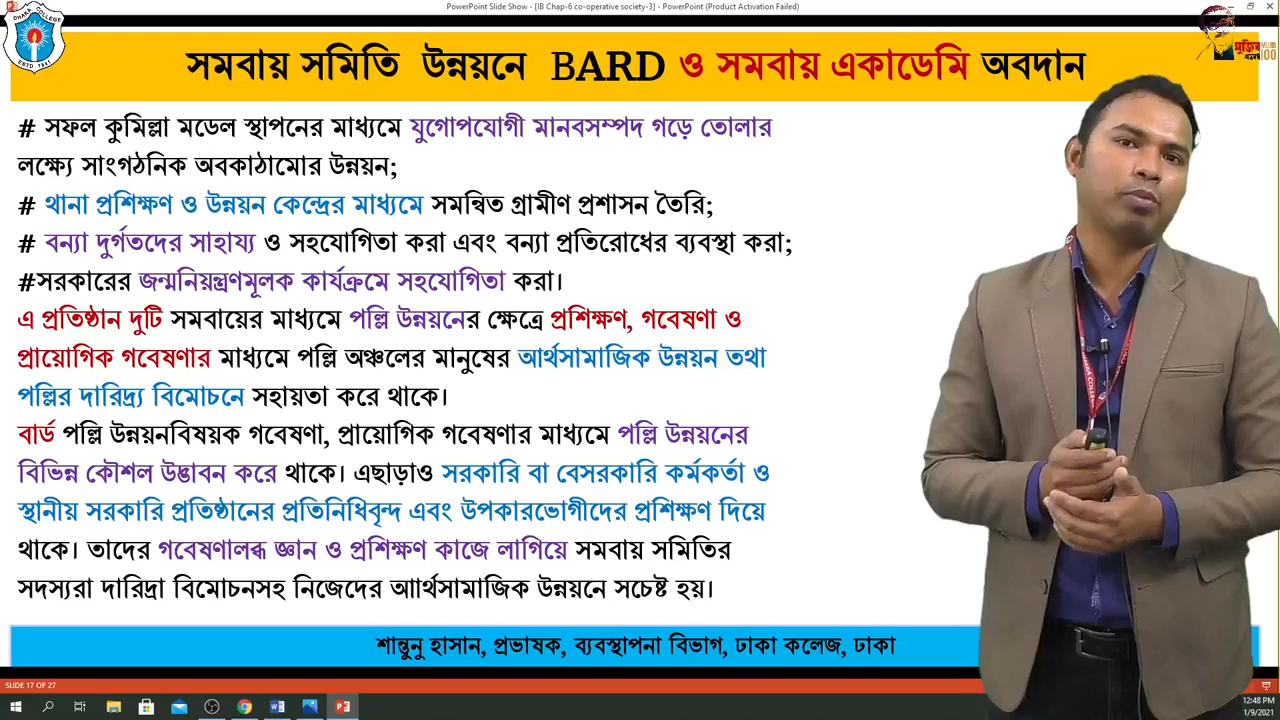 PowerPoint Slide Show - [IB Chap-6 co-operative society-3] - PowerPoint (Product Activation Failed)
DHAKA COLLEGE
ESTD 1841
সমবায় সমিতি উন্নয়নে BARD ও সমবায় একাডেমি অবদান
মুজিব
100
# সফল কুমিল্লা মডেল স্থাপনের মাধ্যমে যুগোপযোগী মানবসম্পদ গড়ে তোলার
লক্ষ্যে সাংগঠনিক অবকাঠামোর উন্নয়ন;
# থানা প্রশিক্ষণ ও উন্নয়ন কেন্দ্রের মাধ্যমে সমন্বিত গ্রামীণ প্রশাসন তৈরি;
# বন্যা দুর্গতদের সাহায্য ও সহযোগিতা করা এবং বন্যা প্রতিরোধের ব্যবস্থা করা;
#সরকারের জন্মনিয়ন্ত্রণমূলক কার্যক্রমে সহযোগিতা করা।
এ প্রতিষ্ঠান দুটি সমবায়ের মাধ্যমে পল্লি উন্নয়নের ক্ষেত্রে প্রশিক্ষণ, গবেষণা ও
প্রায়োগিক গবেষণার মাধ্যমে পল্লি অঞ্চলের মানুষের আর্থসামাজিক উন্নয়ন তথা
পল্লির দারিদ্র্য বিমোচনে সহায়তা করে থাকে।
বার্ড পল্লি উন্নয়নবিষয়ক গবেষণা, প্রায়োগিক গবেষণার মাধ্যমে পল্লি উন্নয়নের
বিভিন্ন কৌশল উদ্ভাবন করে থাকে। এছাড়াও সরকারি বা বেসরকারি কর্মকর্তা ও
স্থানীয় সরকারি প্রতিষ্ঠানের প্রতিনিধিবৃন্দ এবং উপকারভোগীদের প্রশিক্ষণ দিয়ে
থাকে। তাদের গবেষণালব্ধ জ্ঞান ও প্রশিক্ষণ কাজে লাগিয়ে সমবায় সমিতির
সদস্যরা দারিদ্রা বিমোচনসহ নিজেদের আার্থসামাজিক উন্নয়নে সচেষ্ট হয়।
শান্তুনু হাসান, প্রভাষক, ব্যবস্থাপনা বিভাগ, ঢাকা কলেজ, ঢাকা
SLIDE 17 OF 27
12:48 PM
1/9/2021